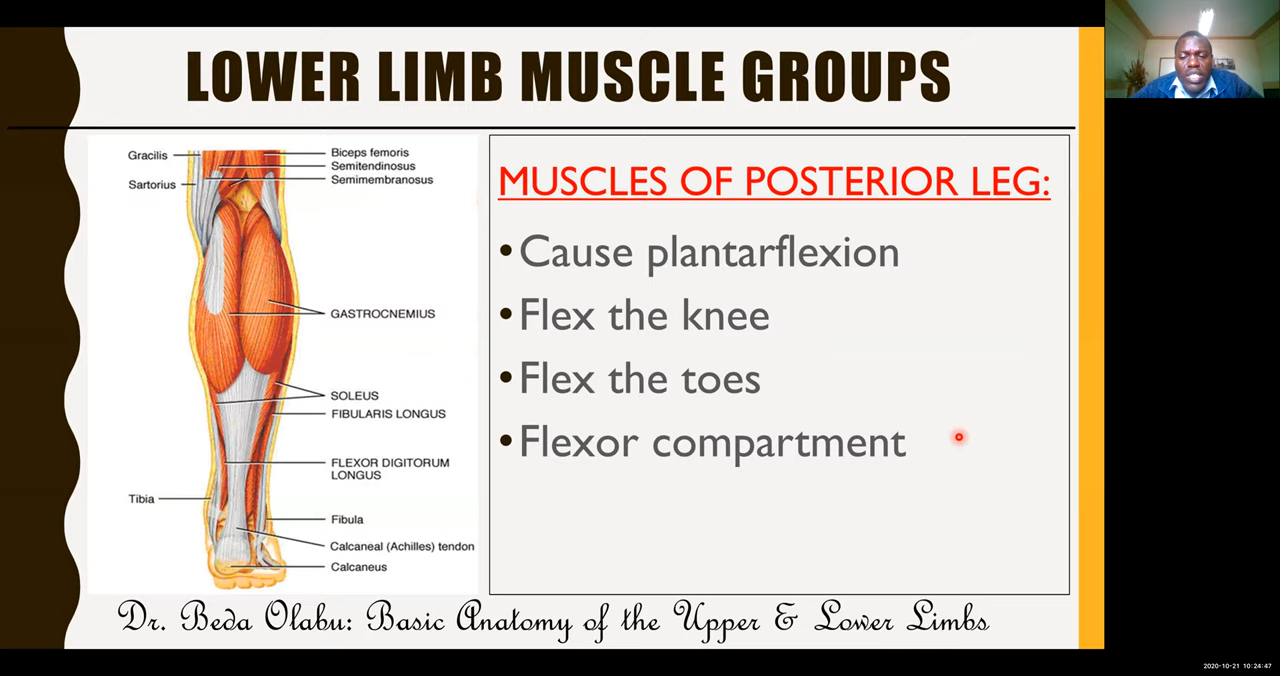 LOWER LIMB MUSCLE GROUPS
Gracilis
Sartorius
Biceps femoris
Semitendinosus
Semimembranosus
GASTROCNEMIUS
SOLEUS
FIBULARIS LONGUS
FLEXOR DIGITORUM
LONGUS
Tibia
Fibula
Calcaneal (Achilles) tendon
Calcaneus
MUSCLES OF POSTERIOR LEG:
•Cause plantarflexion
•Flex the knee
•Flex the toes
•Flexor compartment
Dr. Beda Olabu: Basic Anatomy of the Upper & Lower Limbs
2020-10-21 10:24:47